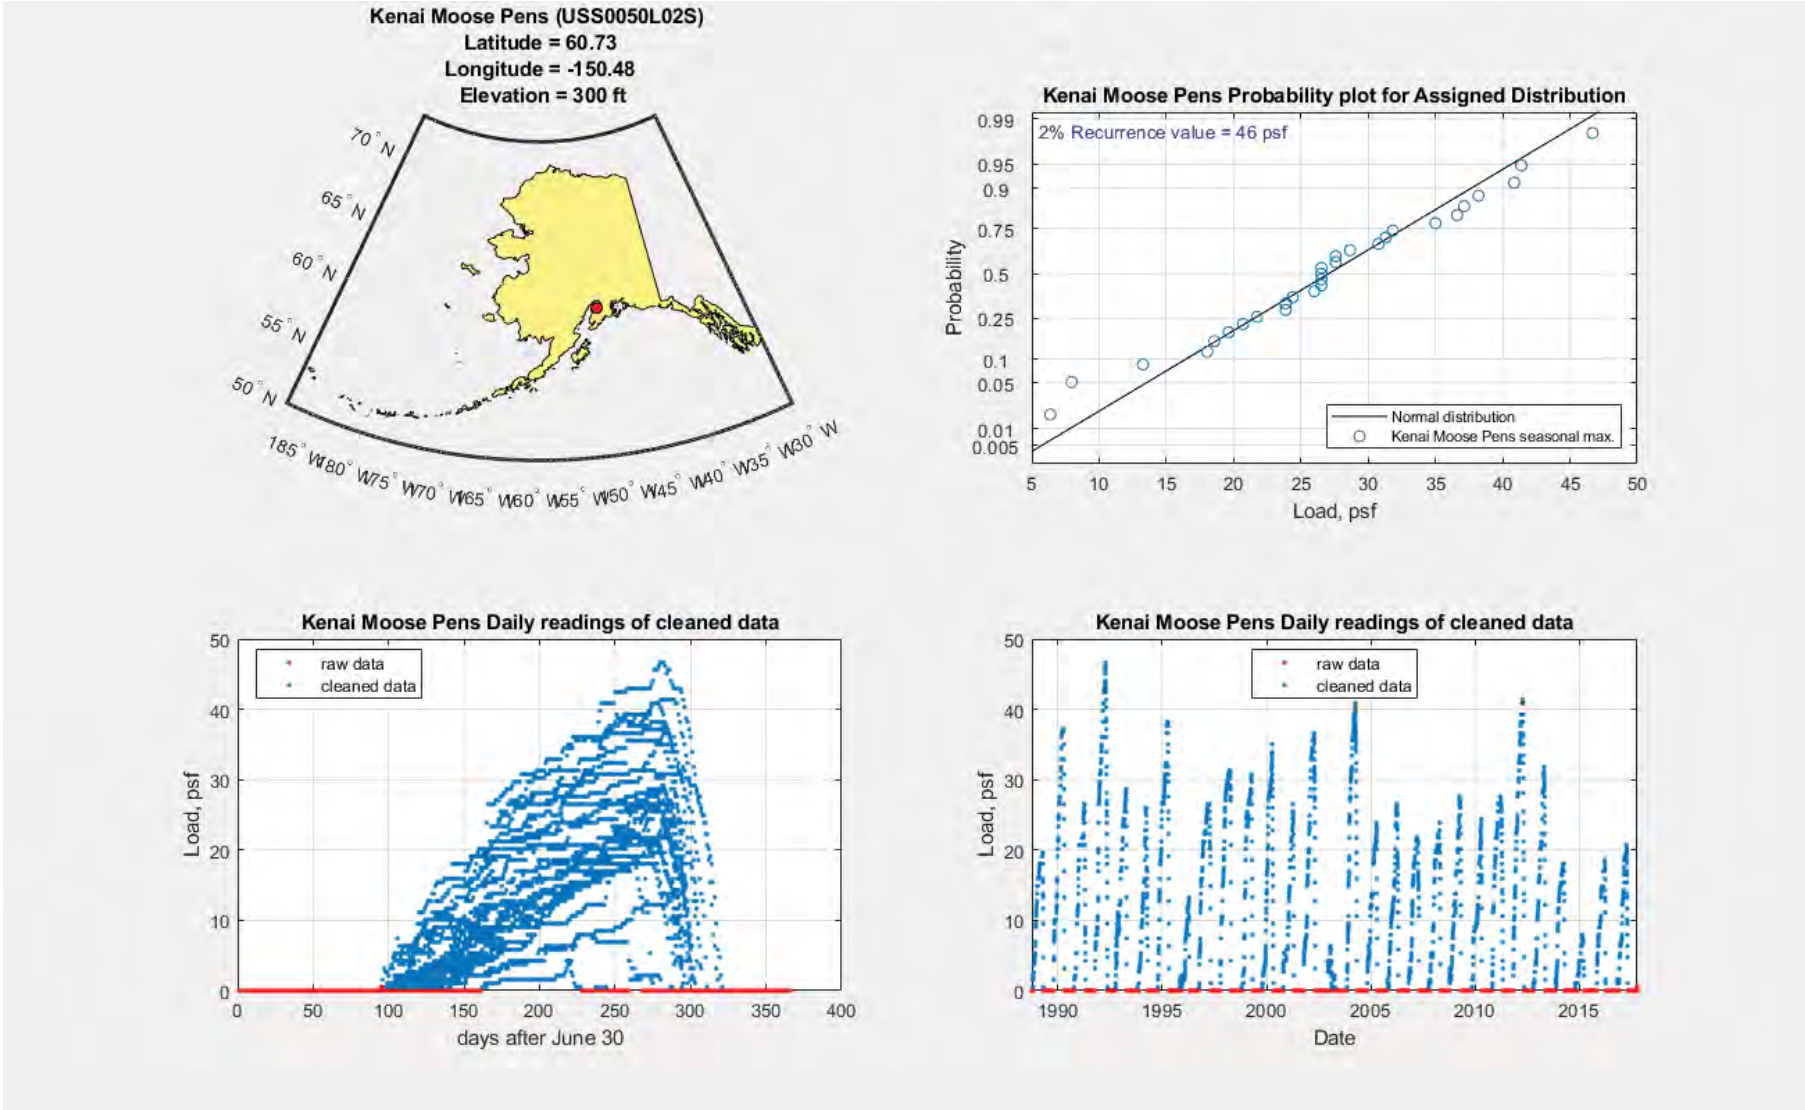 Kenai Moose Pens (USS0050L02S)
Latitude = 60.73
Longitude = -150.48
Elevation = 300 ft
70° N
65° N
60° N
55° N
50° N
185° W
180° W
175° W
170° W
165° W
160° W
155° W
150° W
145° W
140° W
135° W
130° W
Kenai Moose Pens Probability plot for Assigned Distribution
2% Recurrence value = 46 psf
Probability
0.99
0.95
0.9
0.75
0.5
0.25
0.1
0.05
0.01
0.005
Normal distribution
Kenai Moose Pens seasonal max.
5 10 15 20 25 30 35 40 45 50
Load, psf
Kenai Moose Pens Daily readings of cleaned data
raw data
cleaned data
Load, psf
50
40
30
20
10
0
0 50 100 150 200 250 300 350 400
days after June 30
Kenai Moose Pens Daily readings of cleaned data
raw data
cleaned data
Load, psf
50
40
30
20
10
0
1990 1995 2000 2005 2010 2015
Date